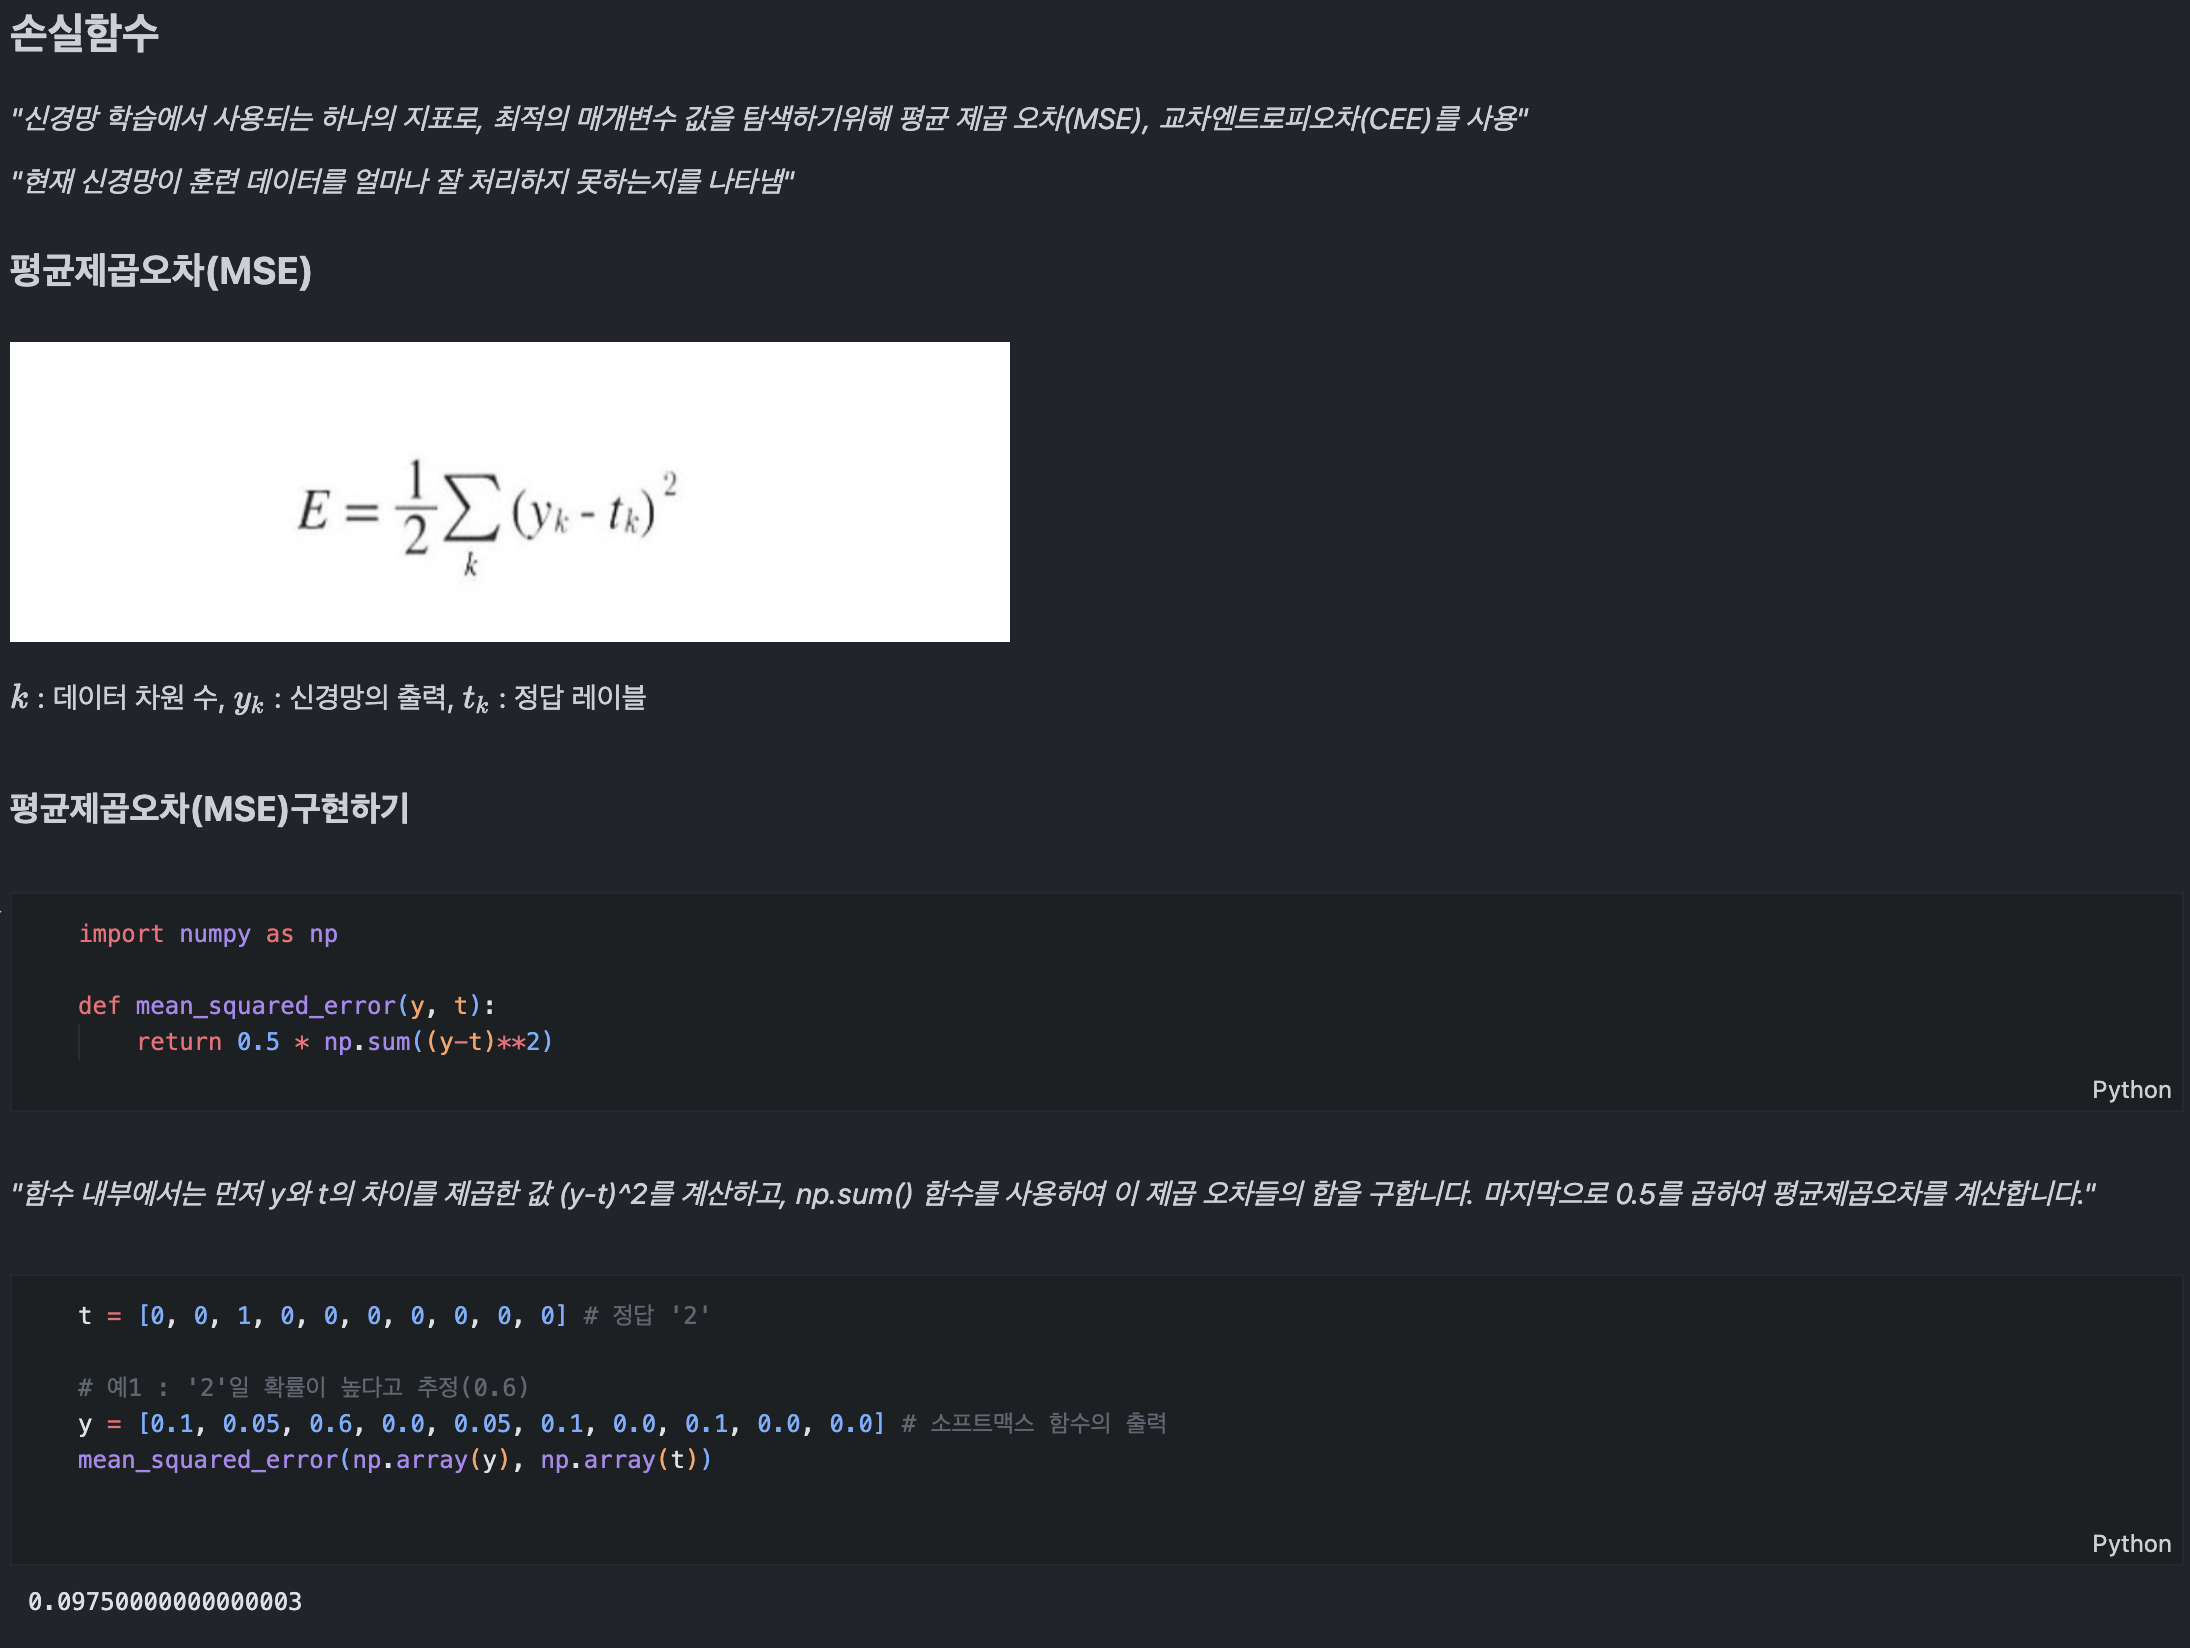 손실함수
"신경망 학습에서 사용되는 하나의 지표로, 최적의 매개변수 값을 탐색하기위해 평균 제곱 오차(MSE), 교차엔트로피오차(CEE)를 사용"
"현재 신경망이 훈련 데이터를 얼마나 잘 처리하지 못하는지를 나타냄"
평균제곱오차(MSE)
E = 1/2 ∑_k (y_k - t_k)^2
k : 데이터 차원 수, y_k : 신경망의 출력, t_k : 정답 레이블
평균제곱오차(MSE)구현하기
import numpy as np
def mean_squared_error(y, t):
    return 0.5 * np.sum((y-t)**2)
Python
"함수 내부에서는 먼저 y와 t의 차이를 제곱한 값 (y-t)^2를 계산하고, np.sum() 함수를 사용하여 이 제곱 오차들의 합을 구합니다. 마지막으로 0.5를 곱하여 평균제곱오차를 계산합니다."
t = [0, 0, 1, 0, 0, 0, 0, 0, 0, 0] # 정답 '2'
# 예1 : '2'일 확률이 높다고 추정(0.6)
y = [0.1, 0.05, 0.6, 0.0, 0.05, 0.1, 0.0, 0.1, 0.0, 0.0] # 소프트맥스 함수의 출력
mean_squared_error(np.array(y), np.array(t))
Python
0.09750000000000003